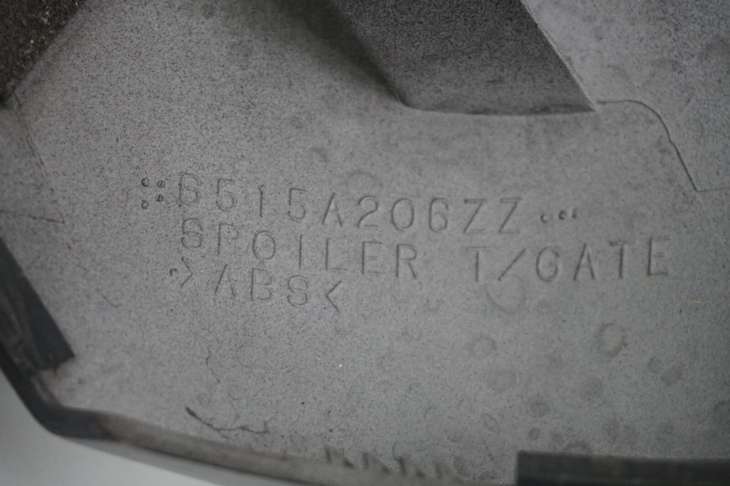 6515A206ZZ
SPOILER T/GATE
>ABS<